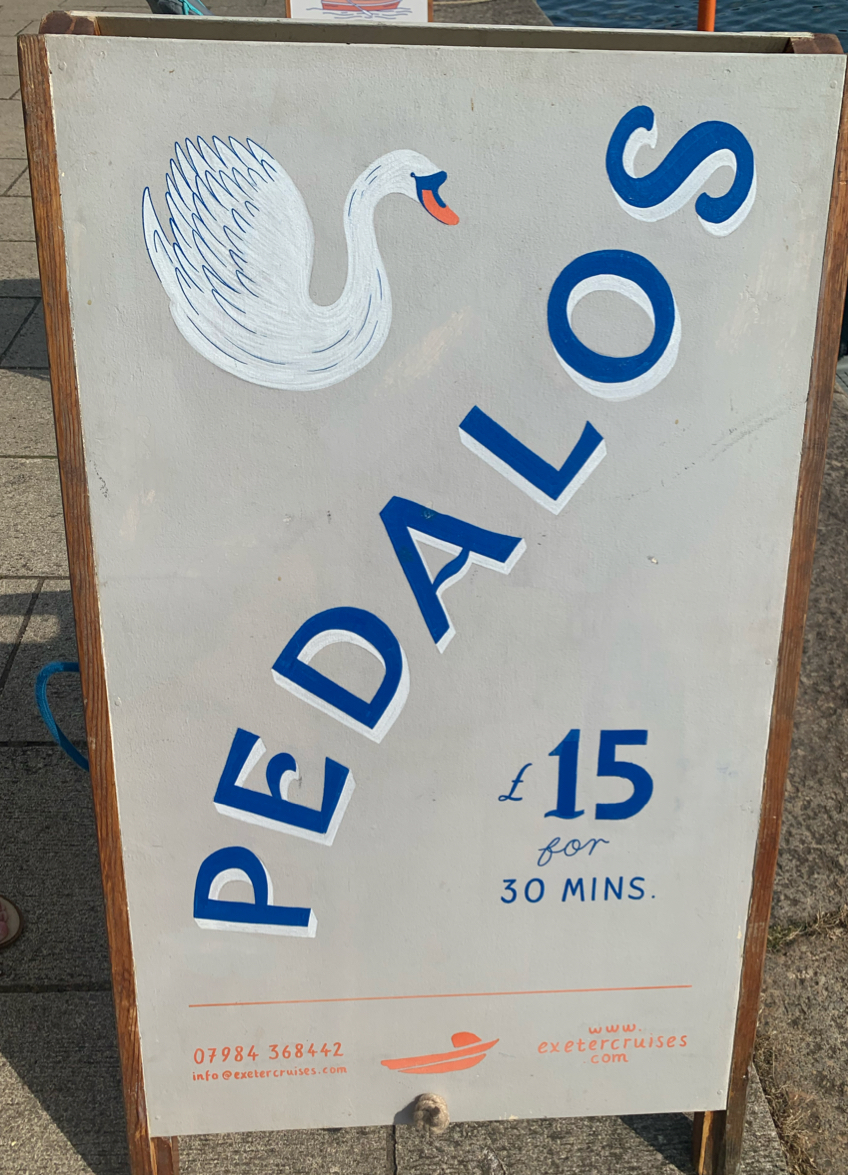 PEDALOS
£15
for
30 MINS.
07984 368442
info@exetercruises.com
www.
exetercruises
.com